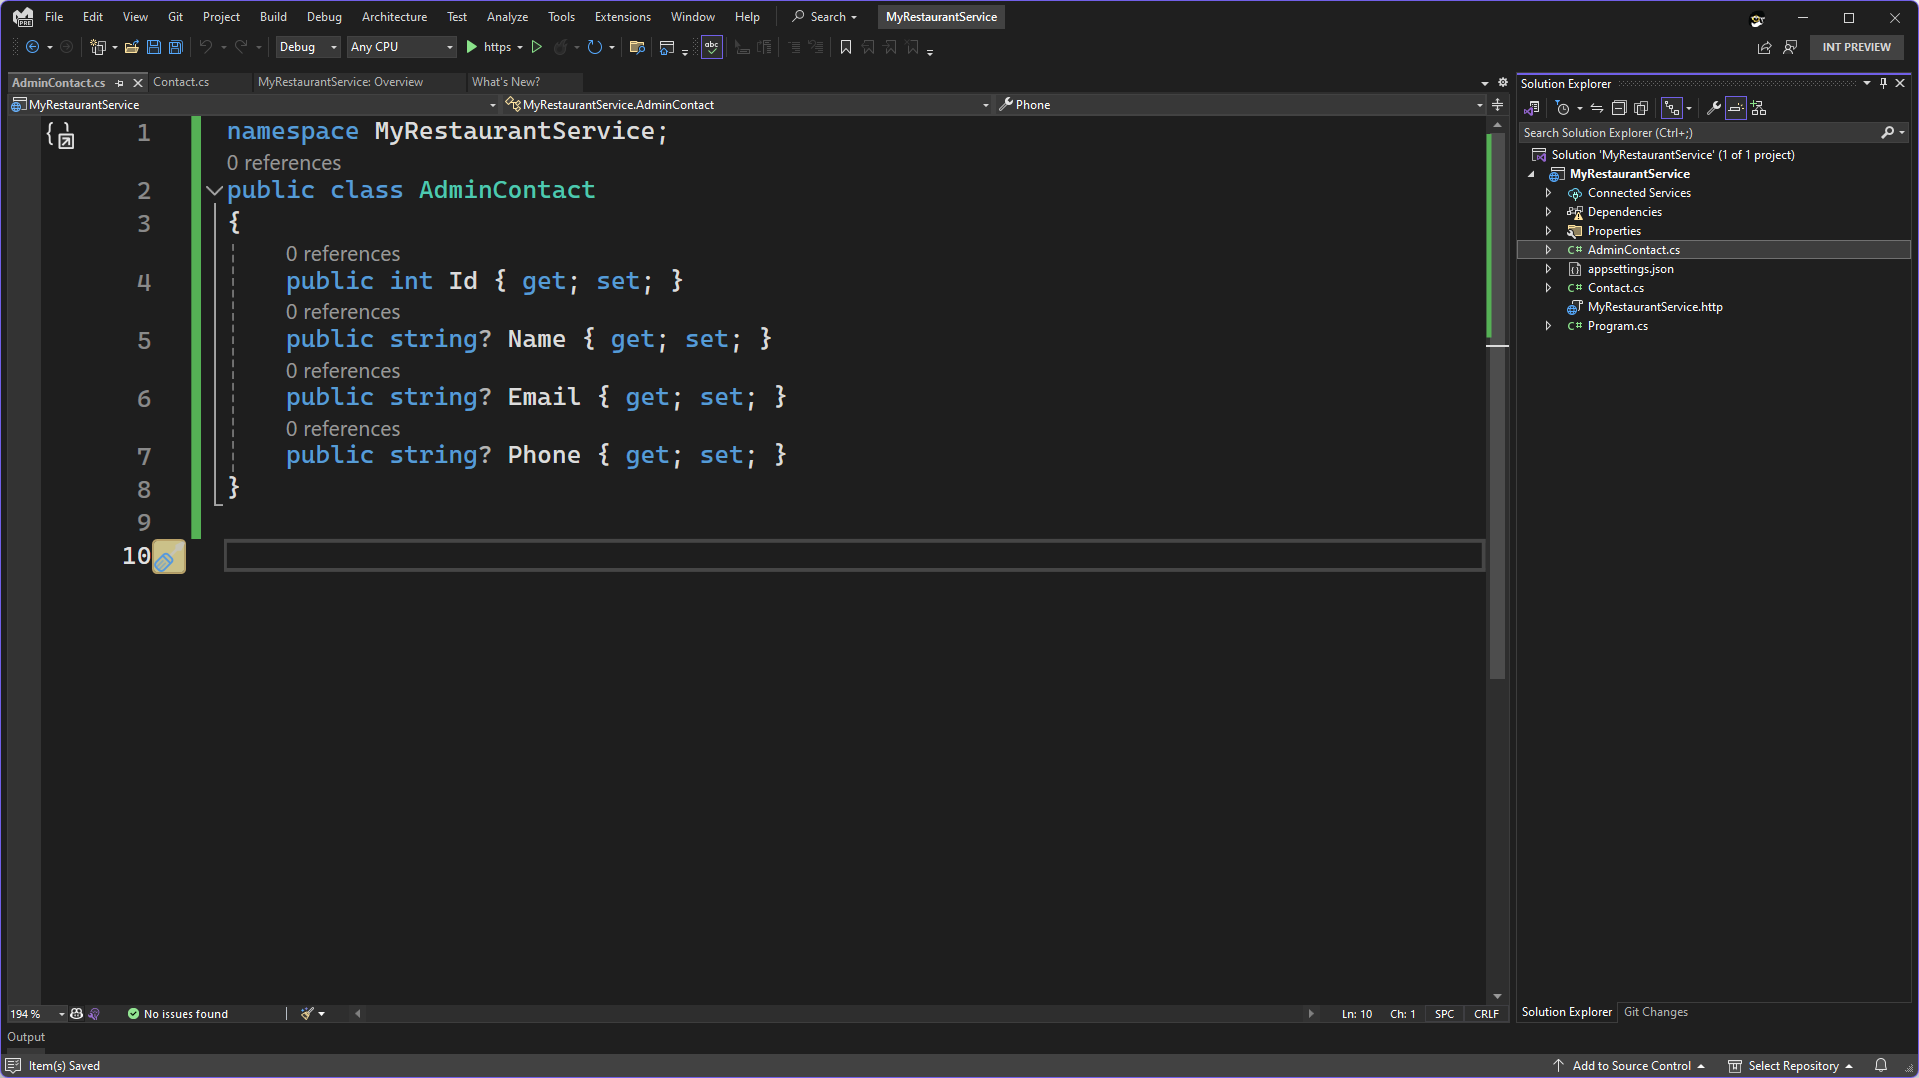 File Edit View Git Project Build Debug Architecture Test Analyze Tools Extensions Window Help Search MyRestaurantService
Debug Any CPU https abc INT PREVIEW
AdminContact.cs Contact.cs MyRestaurantService: Overview What's New?
MyRestaurantService MyRestaurantService.AdminContact Phone
1 namespace MyRestaurantService;
0 references
2 public class AdminContact
3 {
0 references
4 public int Id { get; set; }
0 references
5 public string? Name { get; set; }
0 references
6 public string? Email { get; set; }
0 references
7 public string? Phone { get; set; }
8 }
9
10
194 % No issues found Ln: 10 Ch: 1 SPC CRLF
Output
Solution Explorer
Search Solution Explorer (Ctrl+;)
Solution 'MyRestaurantService' (1 of 1 project)
MyRestaurantService
Connected Services
Dependencies
Properties
C# AdminContact.cs
appsettings.json
C# Contact.cs
MyRestaurantService.http
C# Program.cs
Solution Explorer Git Changes
Item(s) Saved Add to Source Control Select Repository